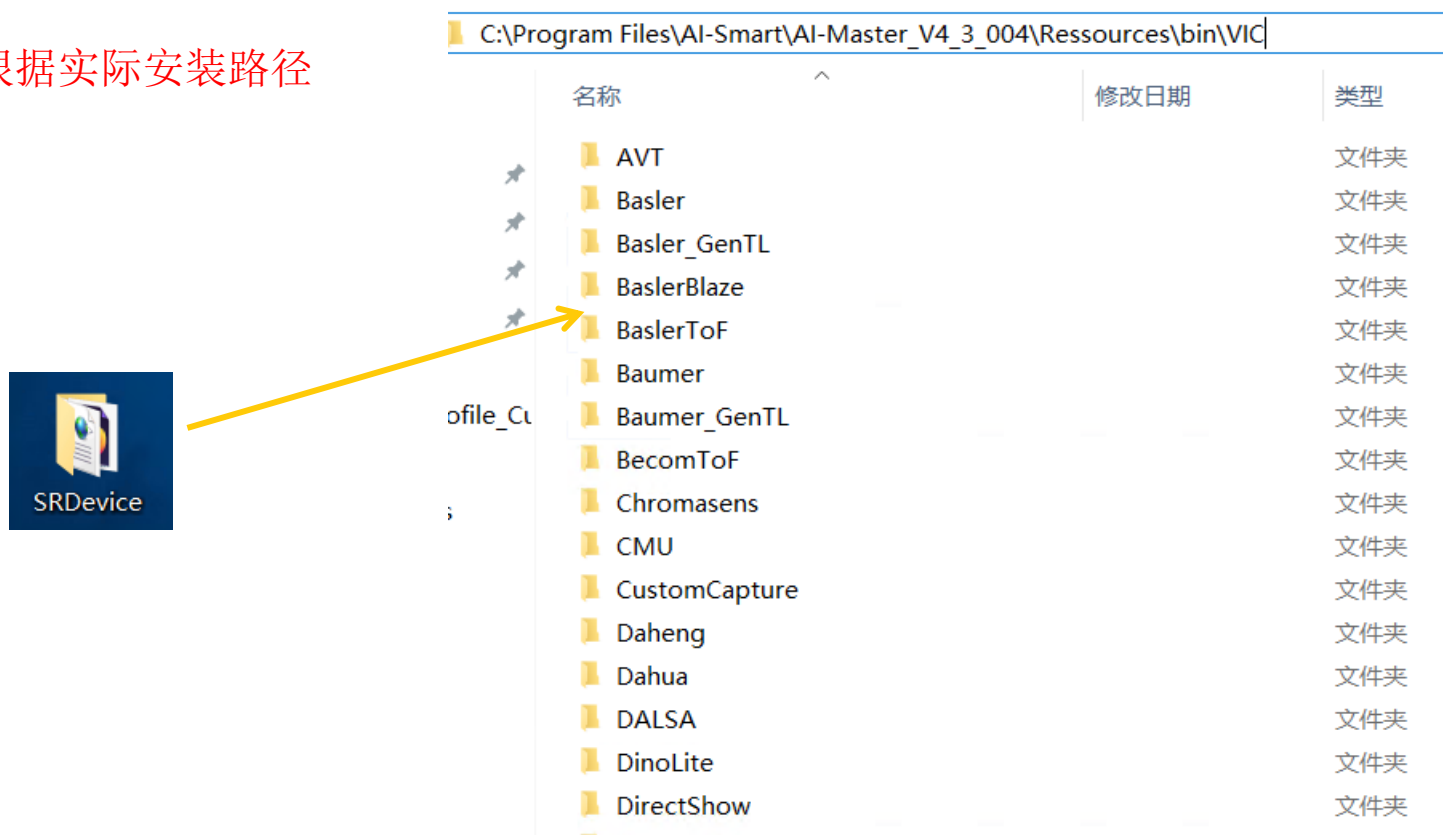 C:\Program Files\AI-Smart\AI-Master_V4_3_004\Ressources\bin\VIC
据实际安装路径
名称 修改日期 类型
AVT 文件夹
Basler 文件夹
Basler_GenTL 文件夹
BaslerBlaze 文件夹
BaslerToF 文件夹
Baumer 文件夹
ofile_Cu
Baumer_GenTL 文件夹
BecomToF 文件夹
SRDevice
s
Chromasens 文件夹
CMU 文件夹
CustomCapture 文件夹
Daheng 文件夹
Dahua 文件夹
DALSA 文件夹
DinoLite 文件夹
DirectShow 文件夹